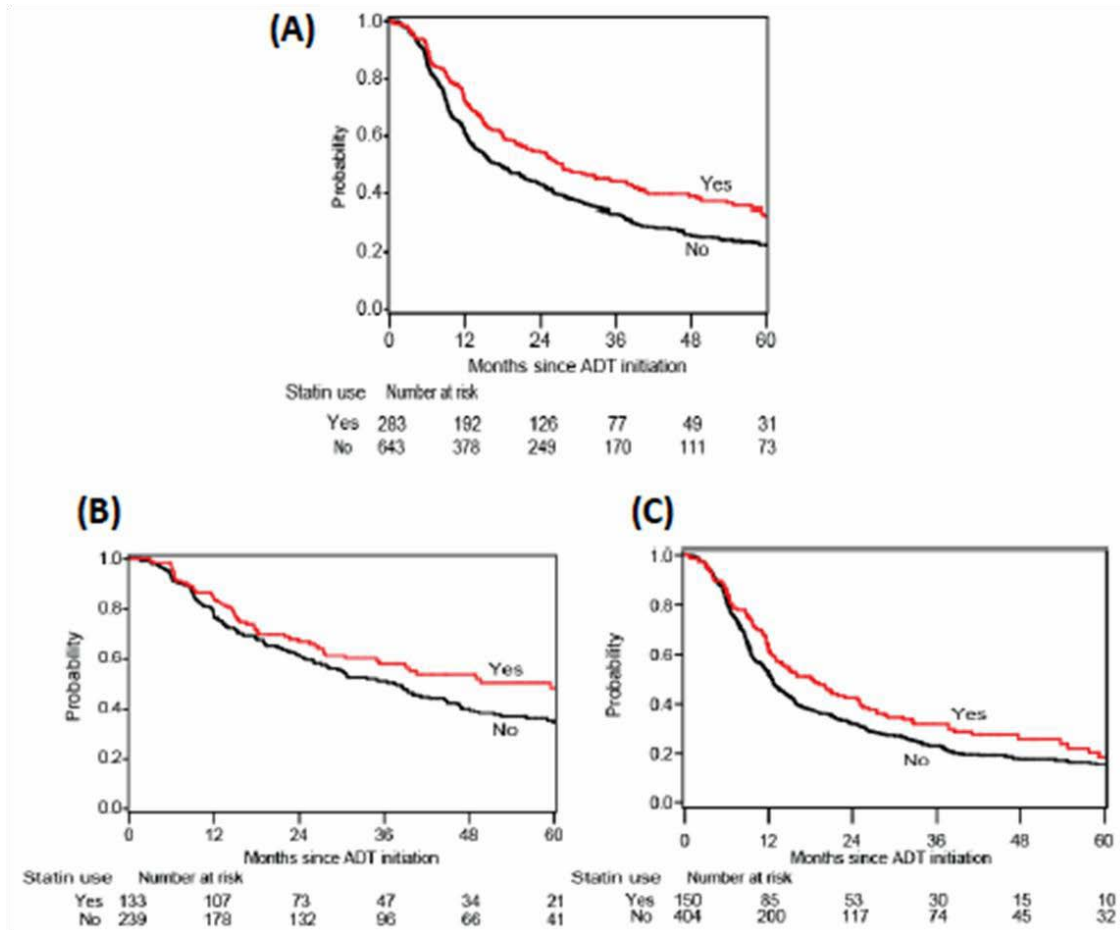 (A)
1.0
0.8
0.6
0.4
0.2
0.0
Probability
Yes
No
0 12 24 36 48 60
Months since ADT initiation
Statin use Number at risk
Yes 283 192 126 77 49 31
No 643 378 249 170 111 73
(B)
1.0
0.8
0.6
0.4
0.2
0.0
Probability
Yes
No
0 12 24 36 48 60
Months since ADT initiation
Statin use Number at risk
Yes 133 107 73 47 34 21
No 239 178 132 96 66 41
(C)
1.0
0.8
0.6
0.4
0.2
0.0
Probability
Yes
No
0 12 24 36 48 60
Months since ADT initiation
Statin use Number at risk
Yes 150 85 53 30 15 10
No 404 200 117 74 45 32